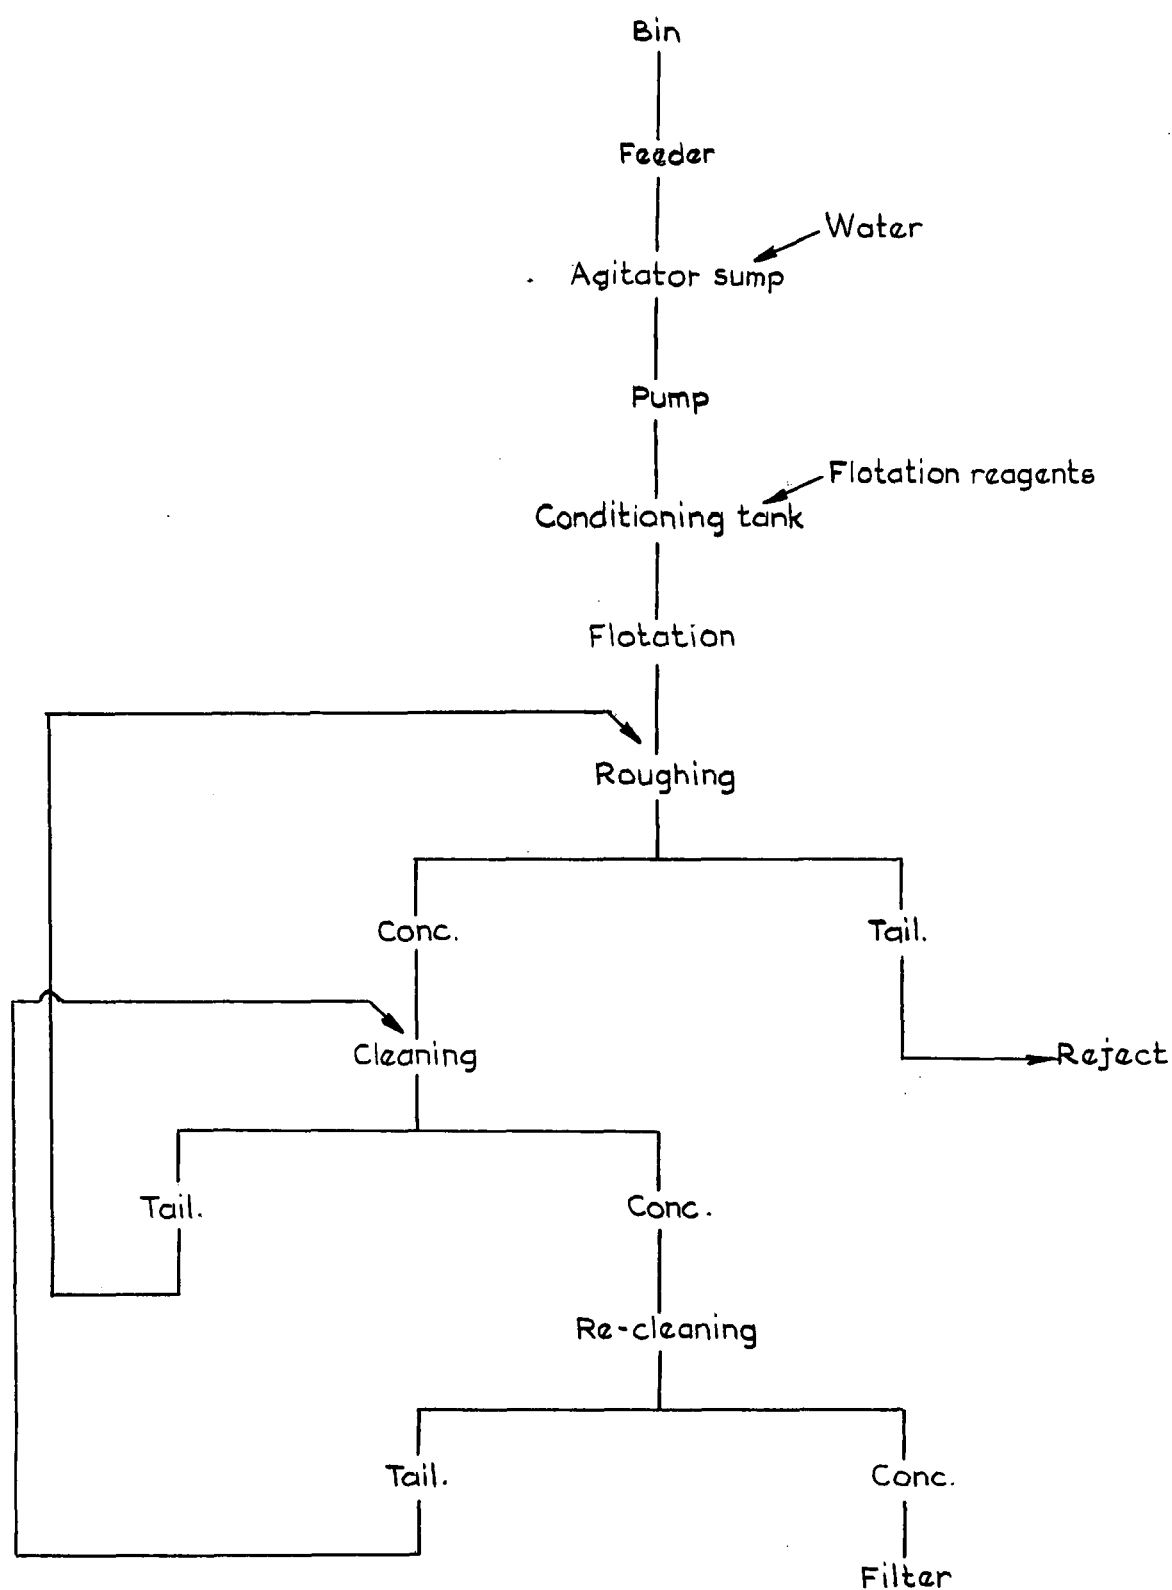 Bin
Feeder
Water
Agitator sump
Pump
Flotation reagents
Conditioning tank
Flotation
Roughing
Conc.
Tail.
Cleaning
Reject
Tail.
Conc.
Re-cleaning
Tail.
Conc.
Filter